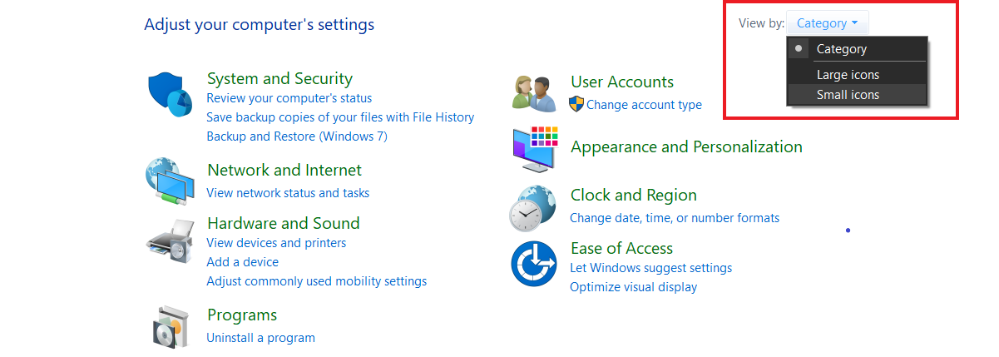 Adjust your computer's settings
View by: Category
Category
Large icons
Small icons
System and Security
Review your computer's status
Save backup copies of your files with File History
Backup and Restore (Windows 7)
Network and Internet
View network status and tasks
Hardware and Sound
View devices and printers
Add a device
Adjust commonly used mobility settings
Programs
Uninstall a program
User Accounts
Change account type
Appearance and Personalization
Clock and Region
Change date, time, or number formats
Ease of Access
Let Windows suggest settings
Optimize visual display